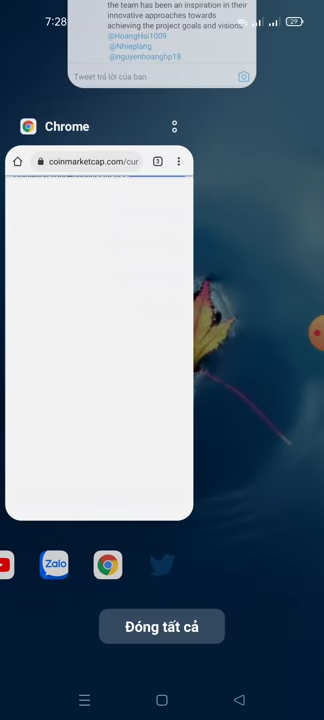 7:28
29
the team has been an inspiration in their
innovative approaches towards
achieving the project goals and visions
@HoangHai1009
@Nhieplang
@nguyenhoanghp18
Tweet trả lời của bạn
Chrome
coinmarketcap.com/cur
3
Zalo
Đóng tất cả